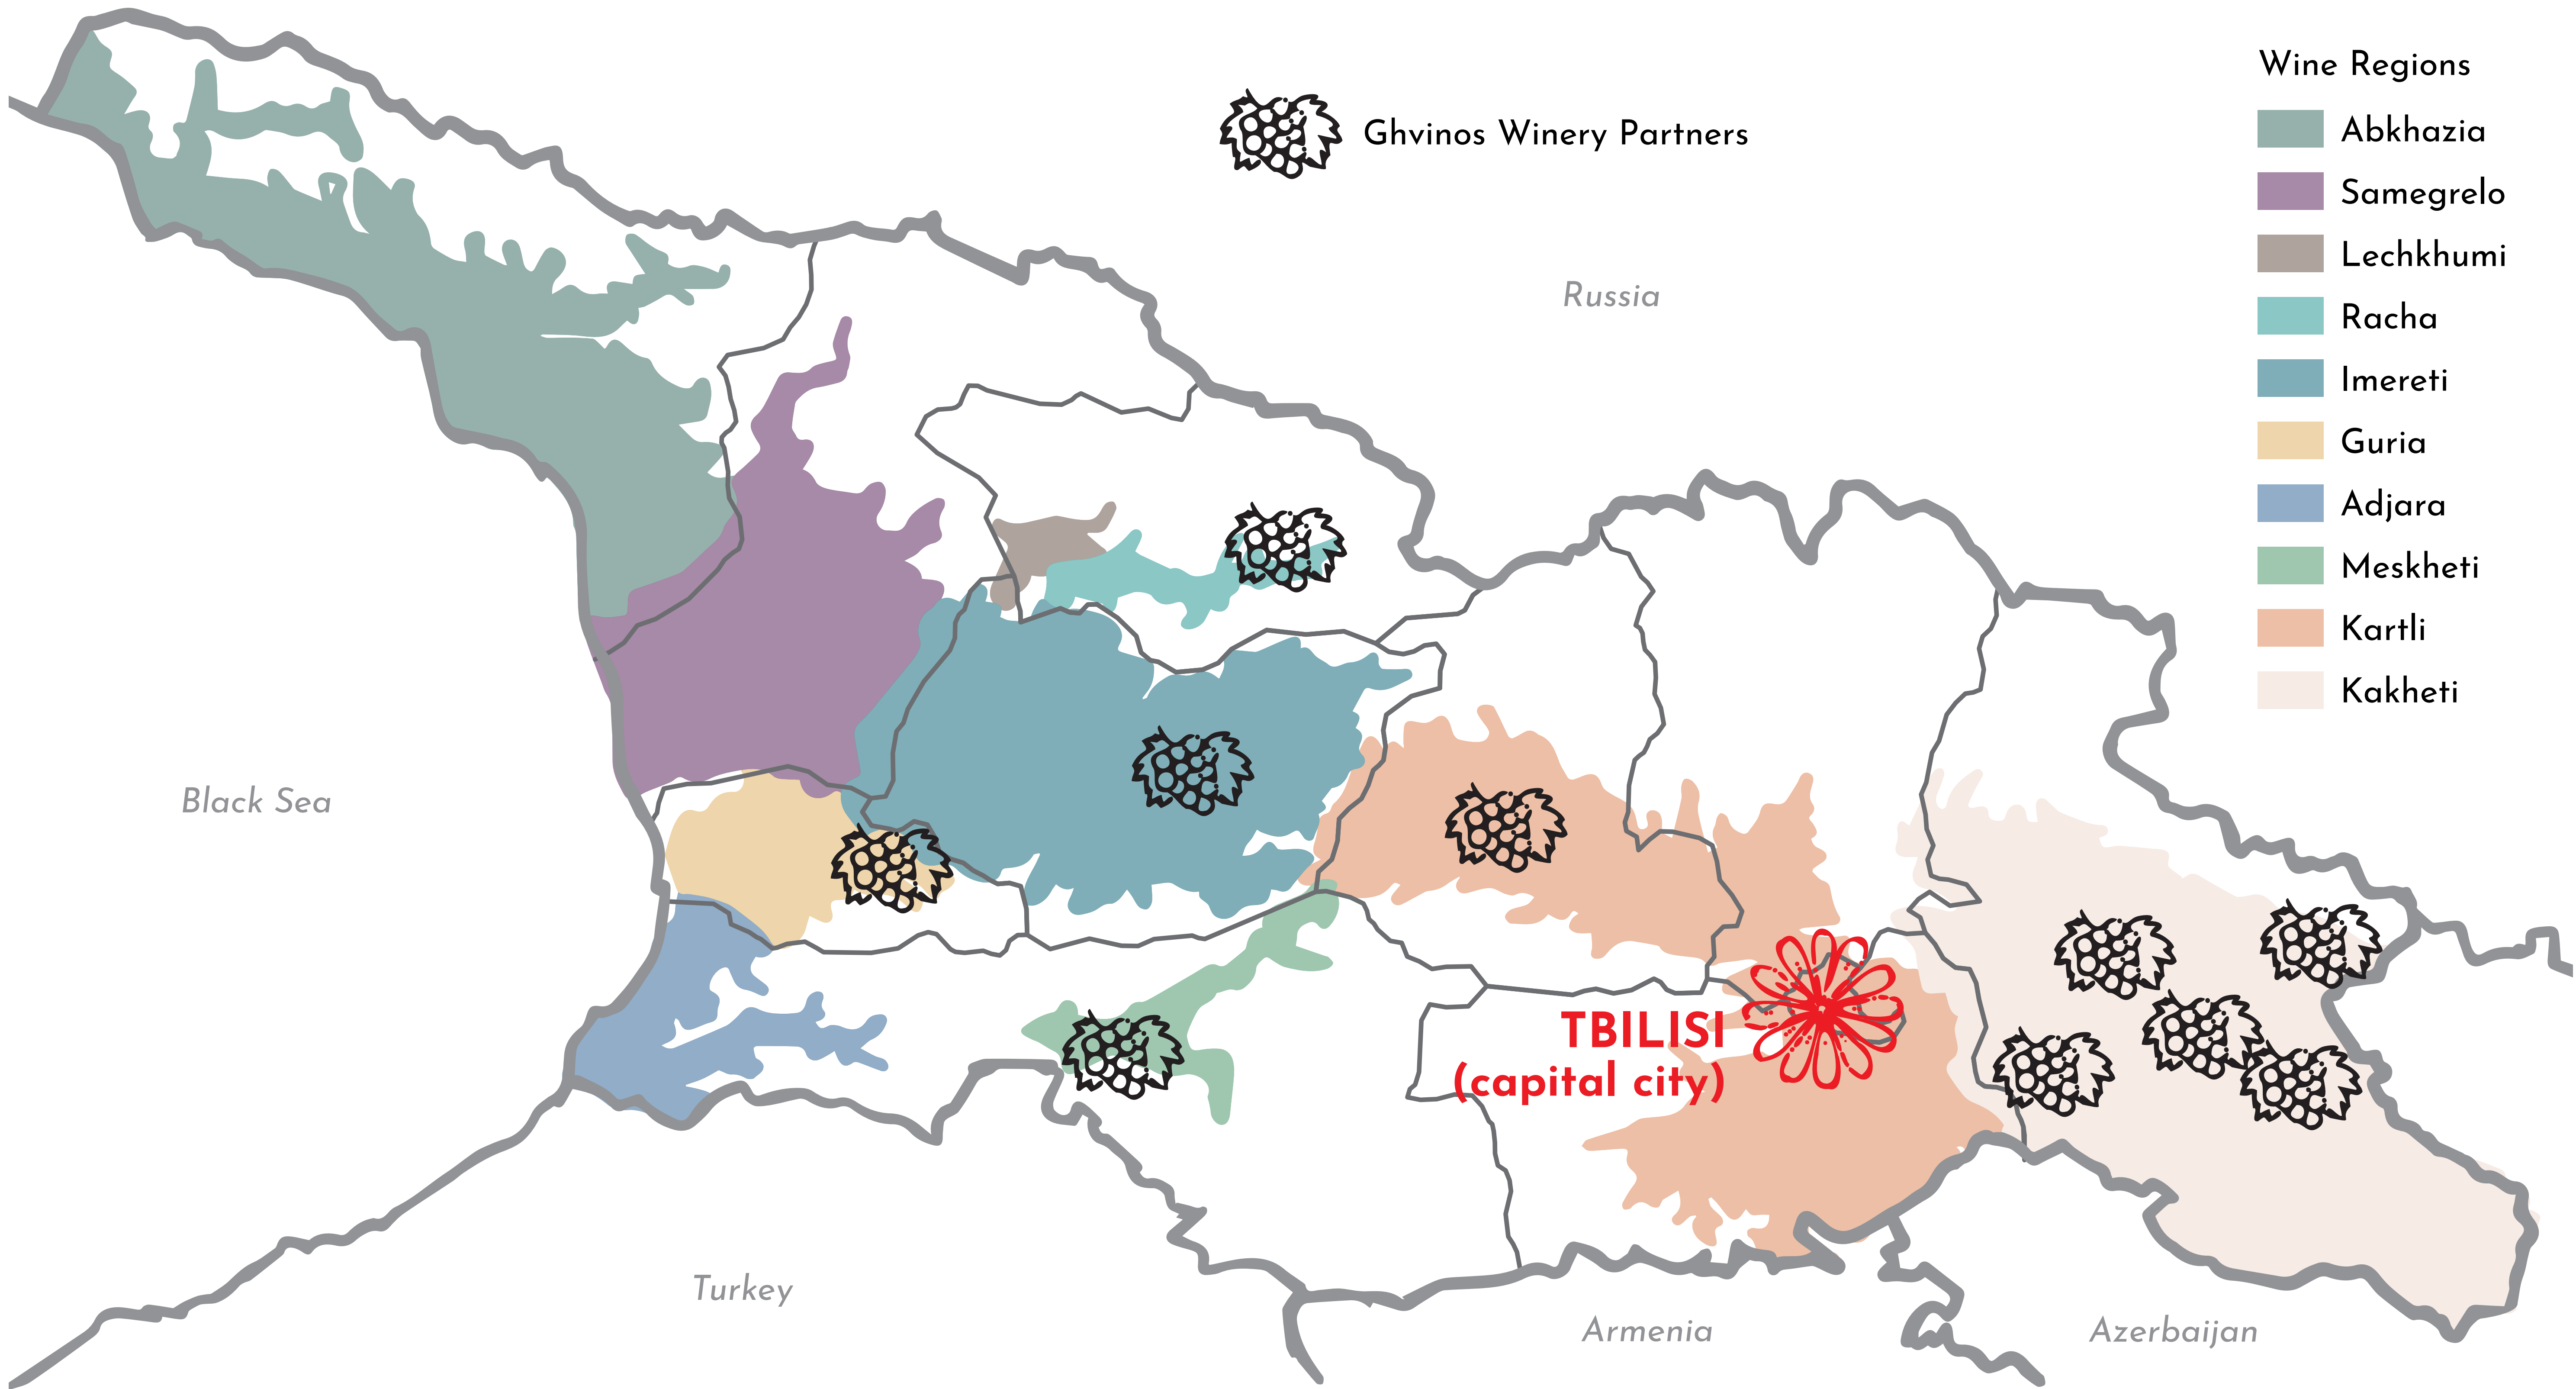 Wine Regions
Abkhazia
Samegrelo
Lechkhumi
Racha
Imereti
Guria
Adjara
Meskheti
Kartli
Kakheti
Ghvinos Winery Partners
Russia
Black Sea
TBILISI
(capital city)
Turkey
Armenia
Azerbaijan